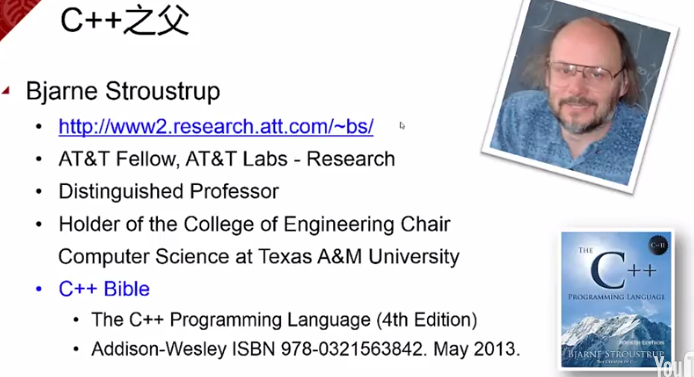 C++之父
Bjarne Stroustrup
http://www2.research.att.com/~bs/
AT&T Fellow, AT&T Labs - Research
Distinguished Professor
Holder of the College of Engineering Chair
Computer Science at Texas A&M University
C++ Bible
The C++ Programming Language (4th Edition)
Addison-Wesley ISBN 978-0321563842. May 2013.
C++11
THE
C++
PROGRAMMING LANGUAGE
BJARNE STROUSTRUP